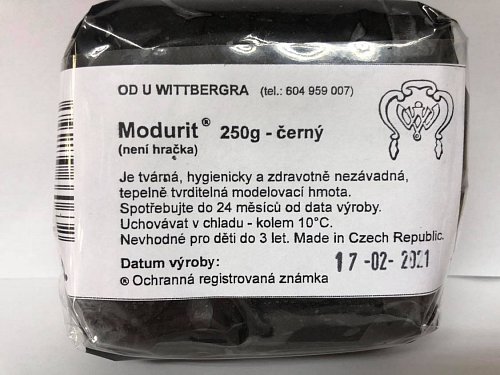 OD U WITTBERGRA (tel.: 604 959 007)
Modurit® 250g - černý
(není hračka)
Je tvárná, hygienicky a zdravotně nezávadná,
tepelně tvrditelná modelovací hmota.
Spotřebujte do 24 měsíců od data výroby.
Uchovávat v chladu - kolem 10°C.
Nevhodné pro děti do 3 let. Made in Czech Republic.
Datum výroby: 17-02-2021
® Ochranná registrovaná známka